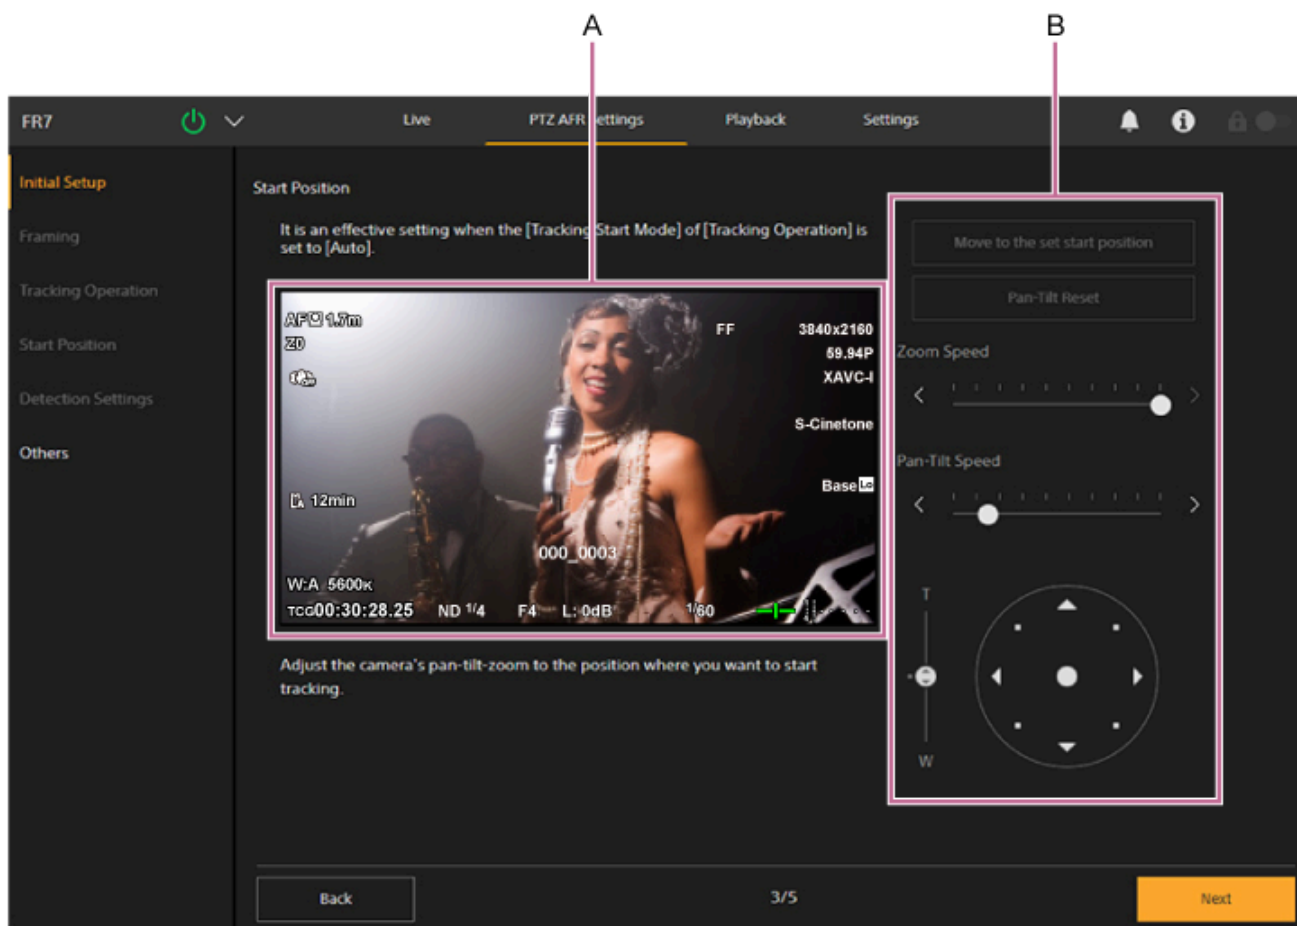 A
B
FR7
Live
PTZ AFR Settings
Playback
Settings
Initial Setup
Framing
Tracking Operation
Start Position
Detection Settings
Others
Start Position
It is an effective setting when the [Tracking Start Mode] of [Tracking Operation] is
set to [Auto].
AF 1.7m
Z0
FF
3840x2160
59.94P
XAVC-I
S-Cinetone
Base Lo
12min
000_0003
W:A 5600K
TCG00:30:28.25 ND 1/4 F4 L: 0dB 1/60
Adjust the camera's pan-tilt-zoom to the position where you want to start
tracking.
Move to the set start position
Pan-Tilt Reset
Zoom Speed
Pan-Tilt Speed
T
W
Back
3/5
Next